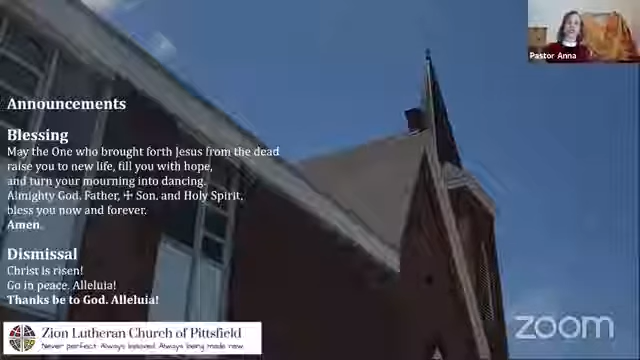 Pastor Anna
Announcements
Blessing
May the One who brought forth Jesus from the dead
raise you to new life, fill you with hope,
and turn your mourning into dancing.
Almighty God, Father, ☩ Son, and Holy Spirit,
bless you now and forever.
Amen.
Dismissal
Christ is risen!
Go in peace. Alleluia!
Thanks be to God. Alleluia!
Zion Lutheran Church of Pittsfield
Never perfect. Always beloved. Always being made new.
zoom